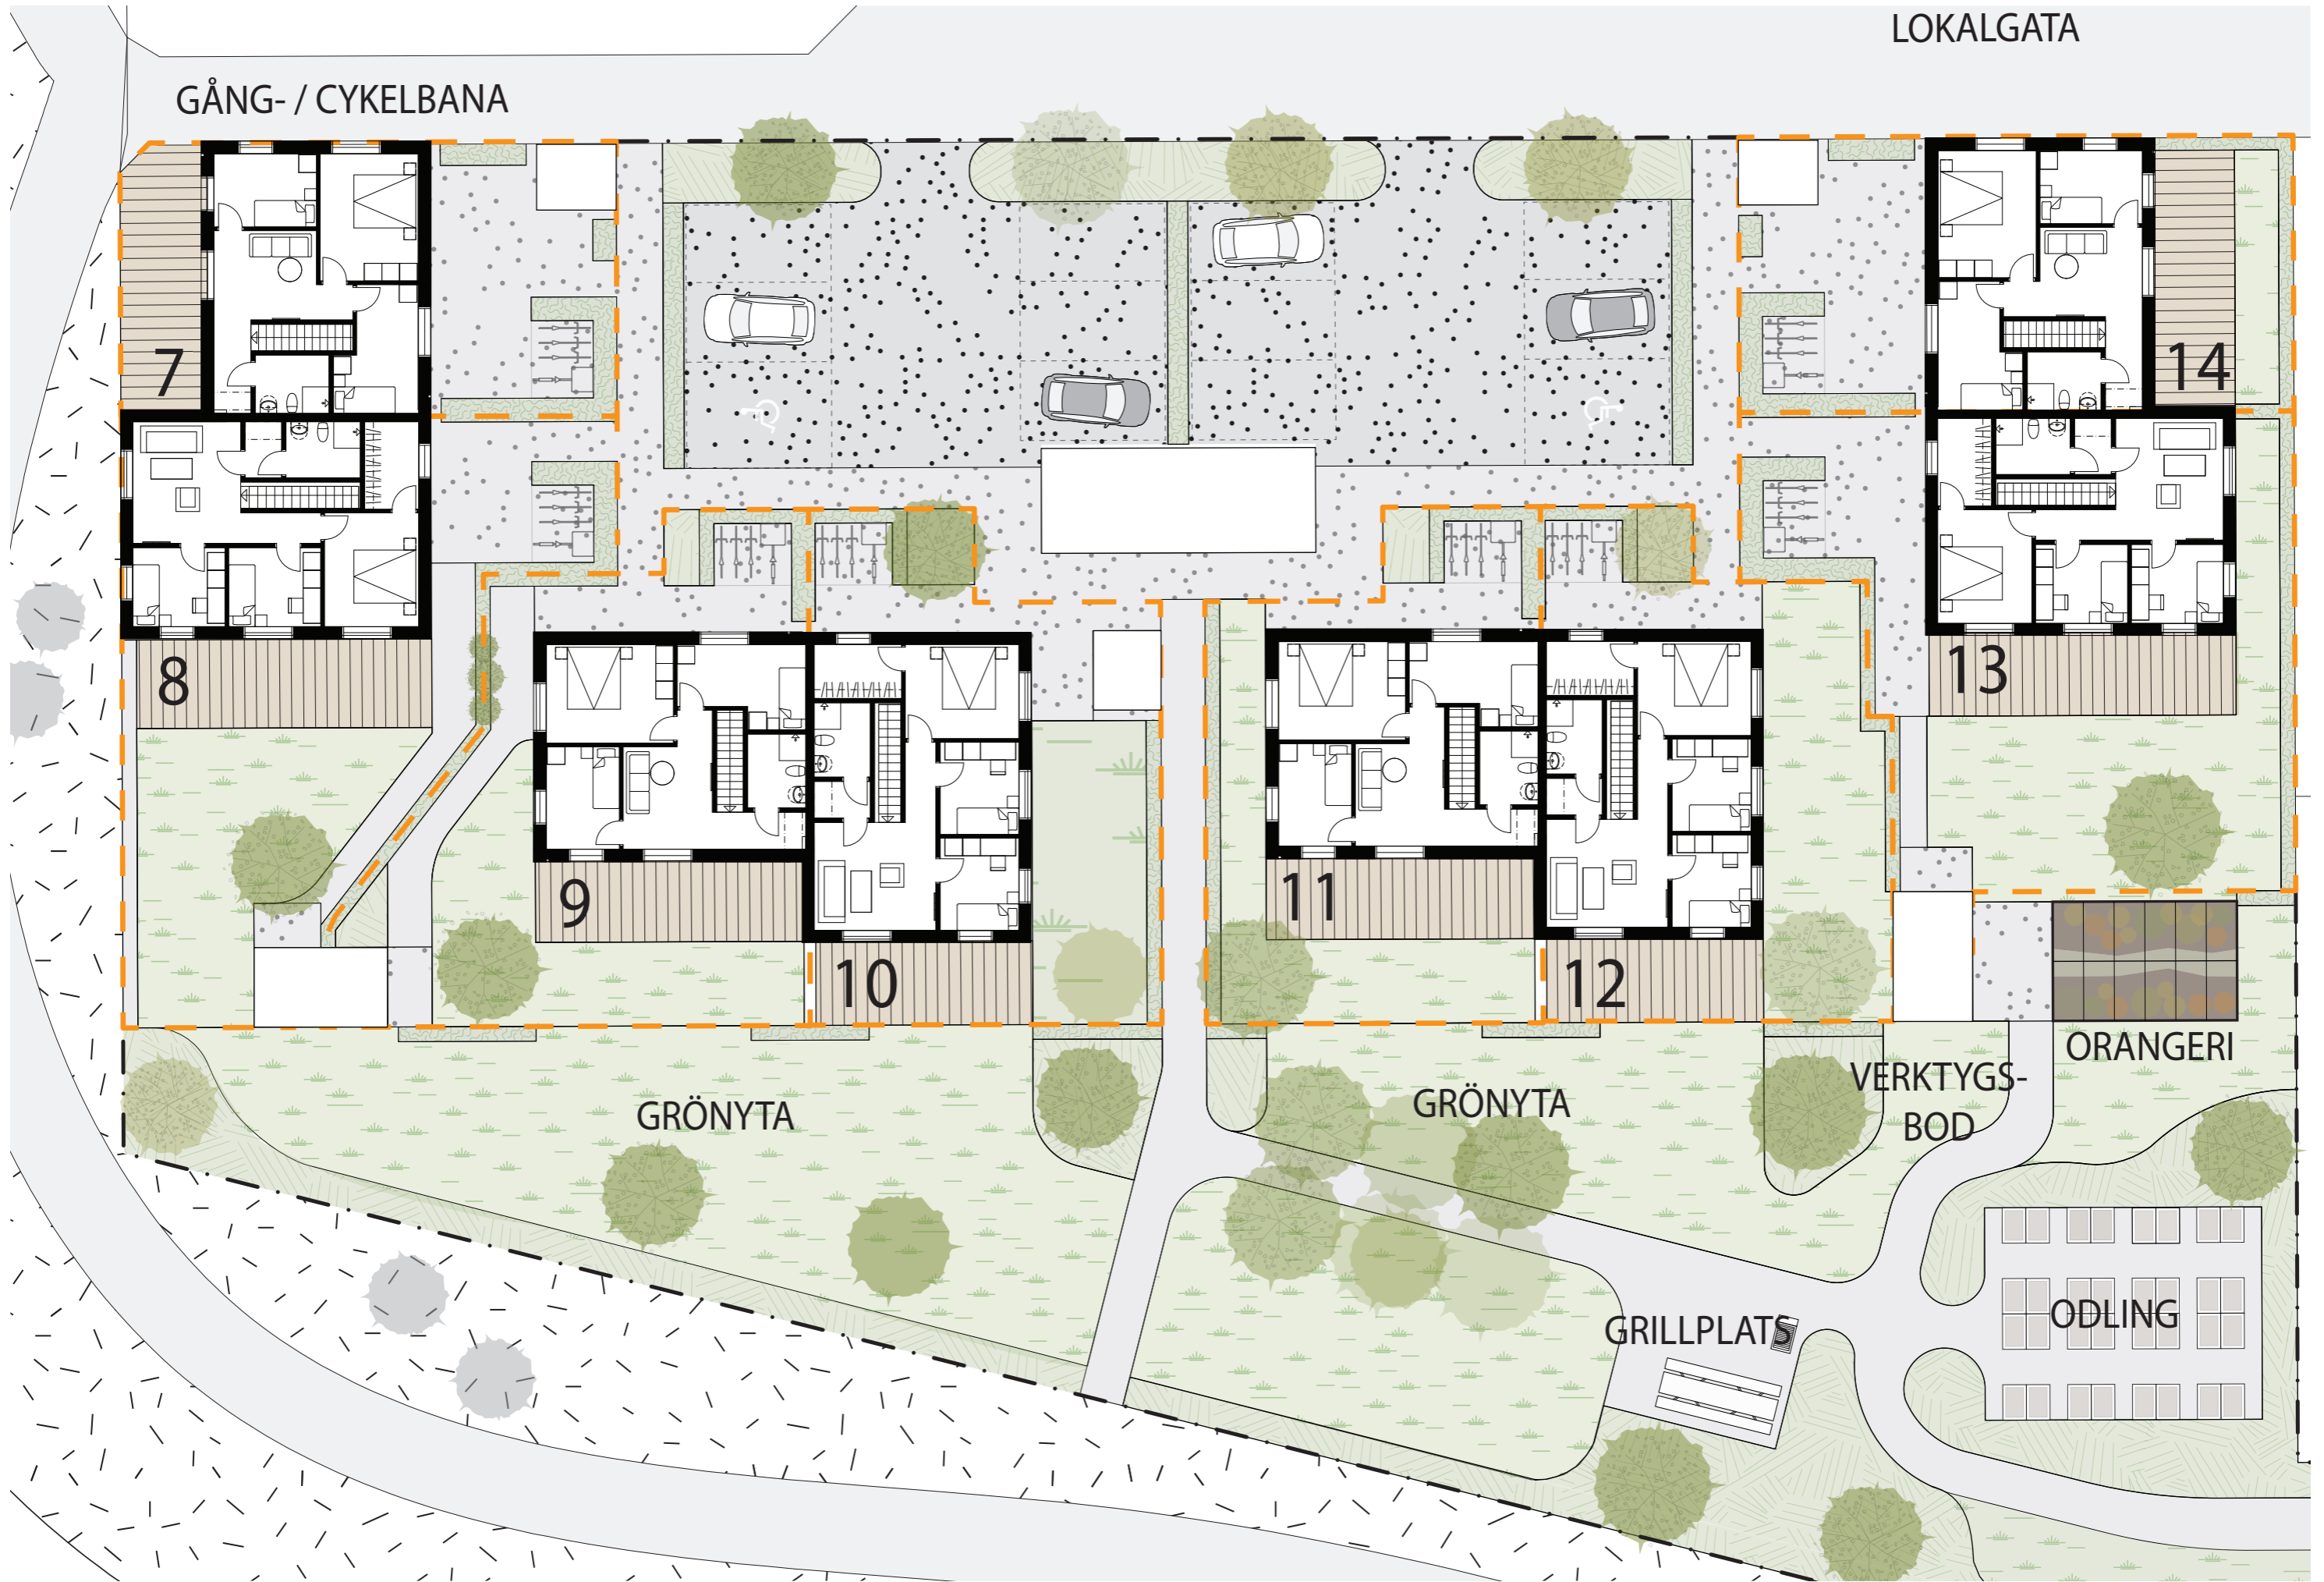 LOKALGATA
GÅNG- / CYKELBANA
7
14
8
13
9
11
10
12
ORANGERI
VERKTYGS-
BOD
GRÖNYTA
GRÖNYTA
GRILLPLATS
ODLING